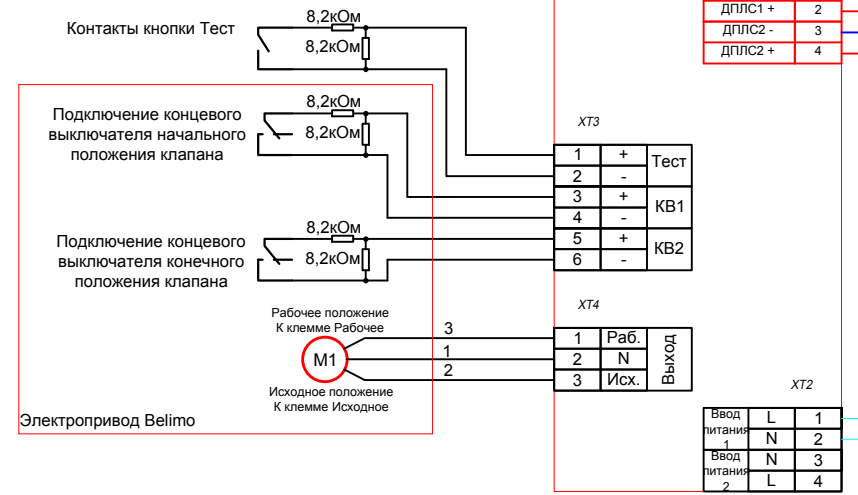 ДПЛС1 + 2
ДПЛС2 - 3
ДПЛС2 + 4
Контакты кнопки Тест
8,2кОм
8,2кОм
Подключение концевого
выключателя начального
положения клапана
8,2кОм
8,2кОм
Подключение концевого
выключателя конечного
положения клапана
8,2кОм
8,2кОм
XT3
1 + Тест
2 -
3 + КВ1
4 -
5 + КВ2
6 -
Рабочее положение
К клемме Рабочее
М1
3
1
2
Исходное положение
К клемме Исходное
Электропривод Belimo
XT4
1 Раб.
2 N
3 Исх.
Выход
XT2
Ввод
питания
1
L 1
N 2
Ввод
питания
2
N 3
L 4